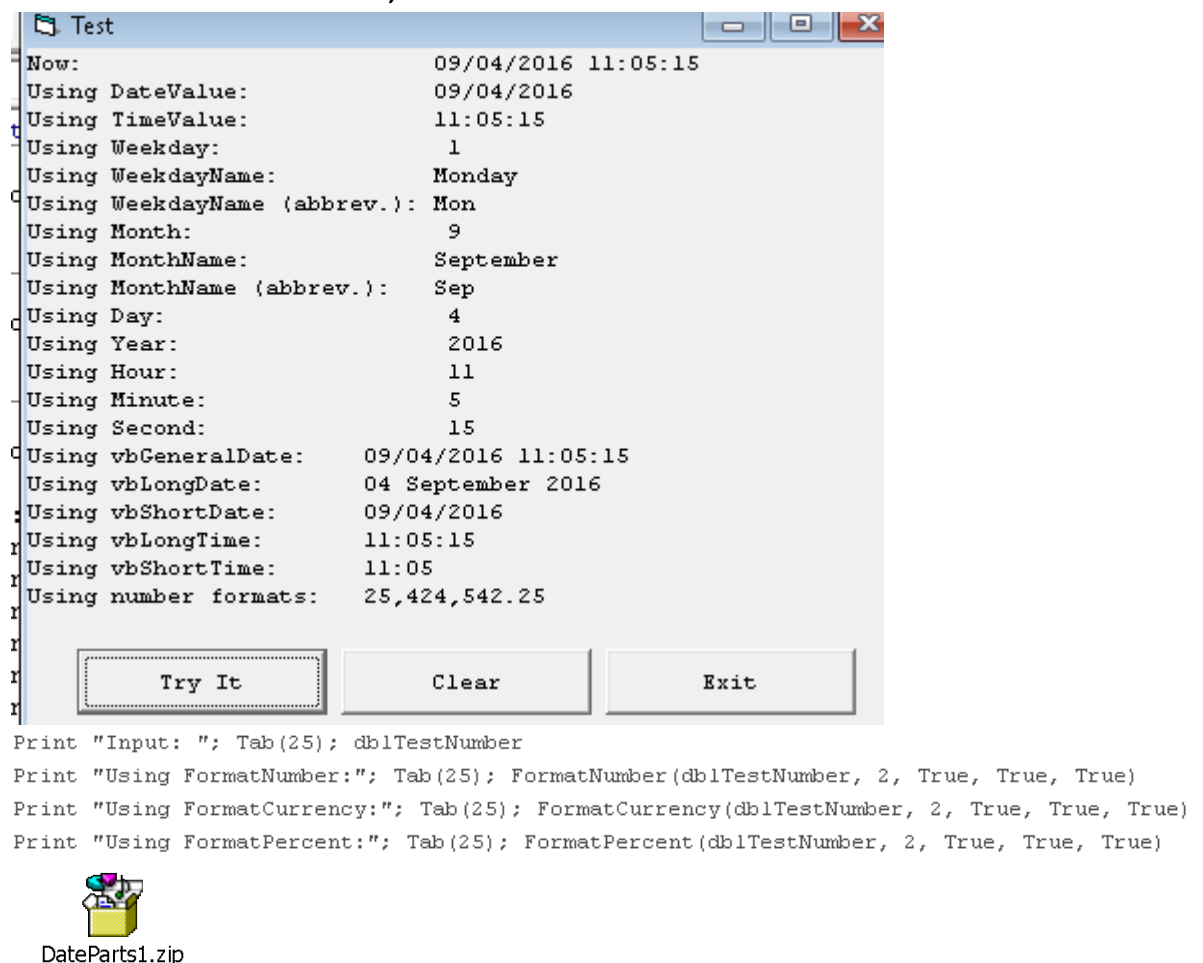 Test
Now: 09/04/2016 11:05:15
Using DateValue: 09/04/2016
Using TimeValue: 11:05:15
Using Weekday: 1
Using WeekdayName: Monday
Using WeekdayName (abbrev.): Mon
Using Month: 9
Using MonthName: September
Using MonthName (abbrev.): Sep
Using Day: 4
Using Year: 2016
Using Hour: 11
Using Minute: 5
Using Second: 15
Using vbGeneralDate: 09/04/2016 11:05:15
Using vbLongDate: 04 September 2016
Using vbShortDate: 09/04/2016
Using vbLongTime: 11:05:15
Using vbShortTime: 11:05
Using number formats: 25,424,542.25
Try It Clear Exit
Print "Input: "; Tab(25); dblTestNumber
Print "Using FormatNumber:"; Tab(25); FormatNumber(dblTestNumber, 2, True, True, True)
Print "Using FormatCurrency:"; Tab(25); FormatCurrency(dblTestNumber, 2, True, True, True)
Print "Using FormatPercent:"; Tab(25); FormatPercent(dblTestNumber, 2, True, True, True)
DateParts1.zip